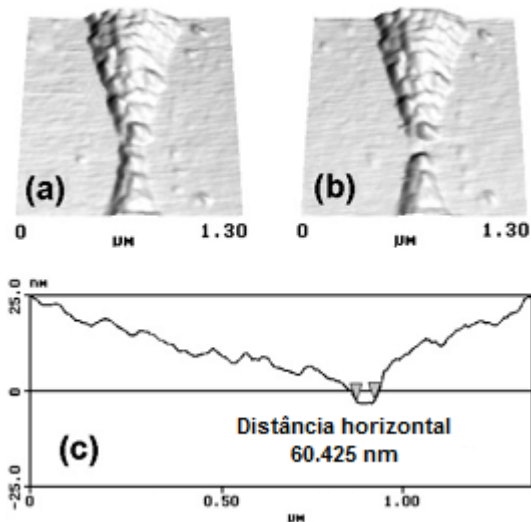 (a)
(b)
0 1.30
µM
0 1.30
µM
nM
25.0
0
-25.0
(c)
Distância horizontal
60.425 nm
0 0.50 1.00
µM